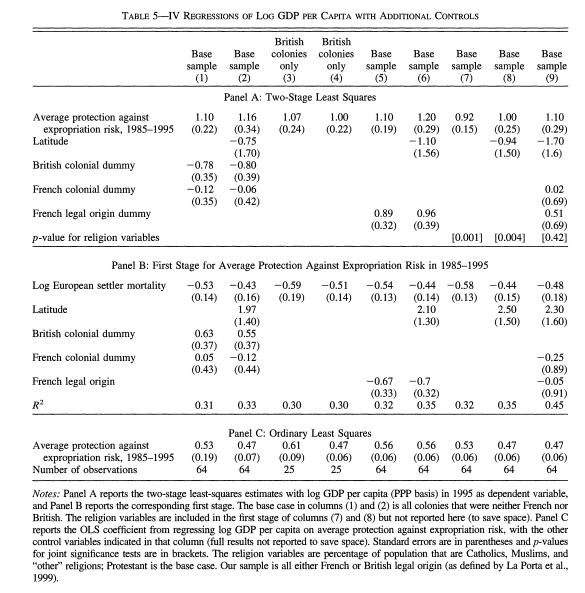 TABLE 5—IV REGRESSIONS OF LOG GDP PER CAPITA WITH ADDITIONAL CONTROLS
Base sample (1) Base sample (2) British colonies only (3) British colonies only (4) Base sample (5) Base sample (6) Base sample (7) Base sample (8) Base sample (9)
Panel A: Two-Stage Least Squares
Average protection against expropriation risk, 1985–1995 1.10 1.16 1.07 1.00 1.10 1.20 0.92 1.00 1.10
(0.22) (0.34) (0.24) (0.22) (0.19) (0.29) (0.15) (0.25) (0.29)
Latitude −0.75 −1.10 −0.94 −1.70
(1.70) (1.56) (1.50) (1.6)
British colonial dummy −0.78 −0.80
(0.35) (0.39)
French colonial dummy −0.12 −0.06 0.02
(0.35) (0.42) (0.69)
French legal origin dummy 0.89 0.96 0.51
(0.32) (0.39) (0.69)
p-value for religion variables [0.001] [0.004] [0.42]
Panel B: First Stage for Average Protection Against Expropriation Risk in 1985–1995
Log European settler mortality −0.53 −0.43 −0.59 −0.51 −0.54 −0.44 −0.58 −0.44 −0.48
(0.14) (0.16) (0.19) (0.14) (0.13) (0.14) (0.13) (0.15) (0.18)
Latitude 1.97 2.10 2.50 2.30
(1.40) (1.30) (1.50) (1.60)
British colonial dummy 0.63 0.55
(0.37) (0.37)
French colonial dummy 0.05 −0.12 −0.25
(0.43) (0.44) (0.89)
French legal origin −0.67 −0.7 −0.05
(0.33) (0.32) (0.91)
R2 0.31 0.33 0.30 0.30 0.32 0.35 0.32 0.35 0.45
Panel C: Ordinary Least Squares
Average protection against expropriation risk, 1985–1995 0.53 0.47 0.61 0.47 0.56 0.56 0.53 0.47 0.47
(0.19) (0.07) (0.09) (0.06) (0.06) (0.06) (0.06) (0.06) (0.06)
Number of observations 64 64 25 25 64 64 64 64 64
Notes: Panel A reports the two-stage least-squares estimates with log GDP per capita (PPP basis) in 1995 as dependent variable,
and Panel B reports the corresponding first stage. The base case in columns (1) and (2) is all colonies that were neither French nor
British. The religion variables are included in the first stage of columns (7) and (8) but not reported here (to save space). Panel C
reports the OLS coefficient from regressing log GDP per capita on average protection against expropriation risk, with the other
control variables indicated in that column (full results not reported to save space). Standard errors are in parentheses and p-values
for joint significance tests are in brackets. The religion variables are percentage of population that are Catholics, Muslims, and
“other” religions; Protestant is the base case. Our sample is all either French or British legal origin (as defined by La Porta et al.,
1999).